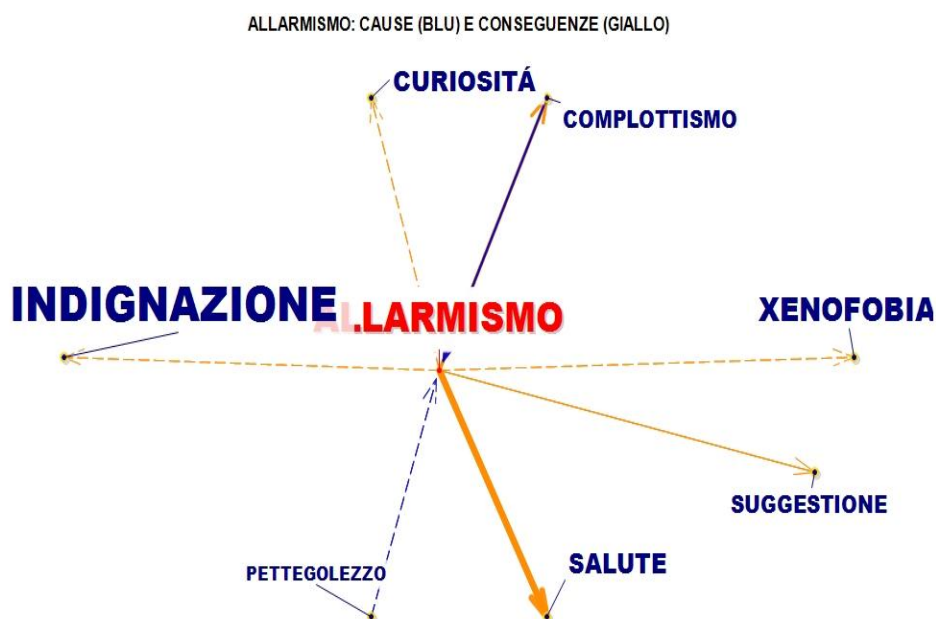 ALLARMISMO: CAUSE (BLU) E CONSEGUENZE (GIALLO)
CURIOSITÁ
COMPLOTTISMO
INDIGNAZIONE
ALLARMISMO
XENOFOBIA
SUGGESTIONE
SALUTE
PETTEGOLEZZO